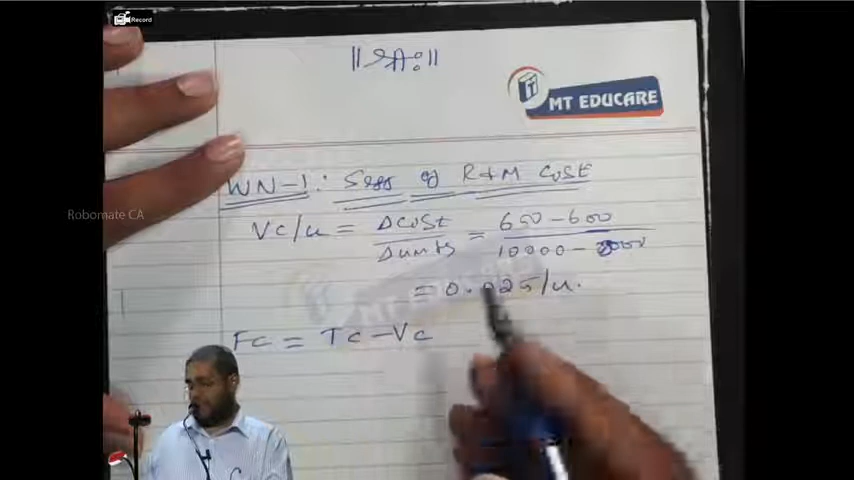 Record
॥ श्रीः ॥
MT EDUCARE
WN-1: Segg of R+M Cost
Robomate CA
Vc/u = ΔCost / Δunits = 650-600 / 10000-8000
= 0.025/u.
Fc = Tc - Vc